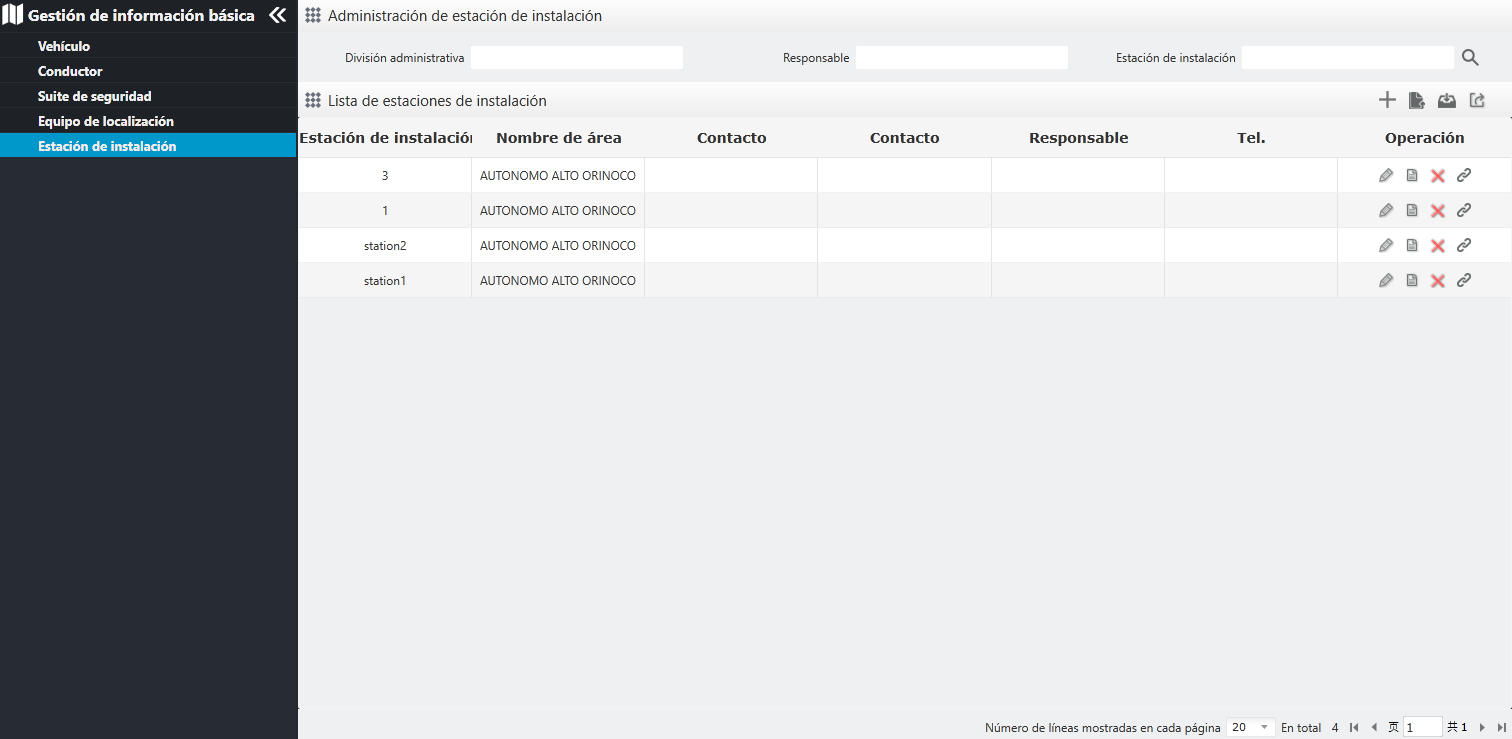 Gestión de información básica
Vehículo
Conductor
Suite de seguridad
Equipo de localización
Estación de instalación
Administración de estación de instalación
División administrativa Responsable Estación de instalación
Lista de estaciones de instalación
Estación de instalación Nombre de área Contacto Contacto Responsable Tel. Operación
3 AUTONOMO ALTO ORINOCO
1 AUTONOMO ALTO ORINOCO
station2 AUTONOMO ALTO ORINOCO
station1 AUTONOMO ALTO ORINOCO
Número de líneas mostradas en cada página 20 En total 4 页 1 共 1